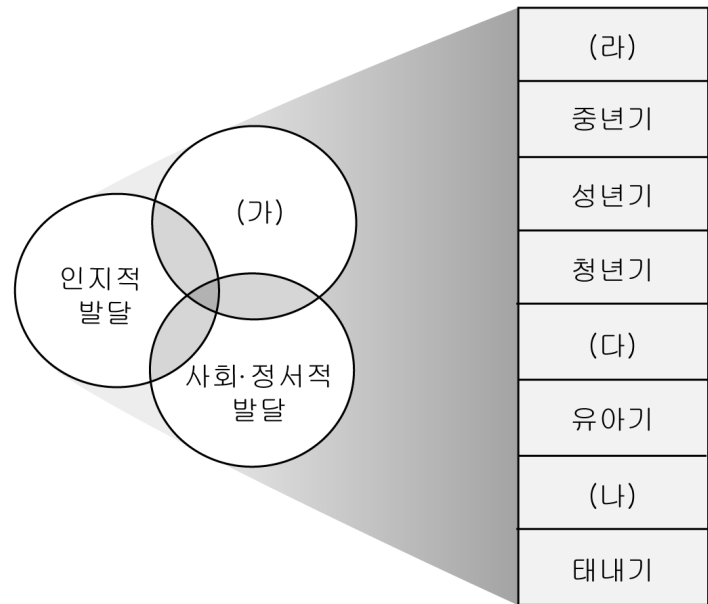 (가)
인지적
발달
사회·정서적
발달
(라)
중년기
성년기
청년기
(다)
유아기
(나)
태내기